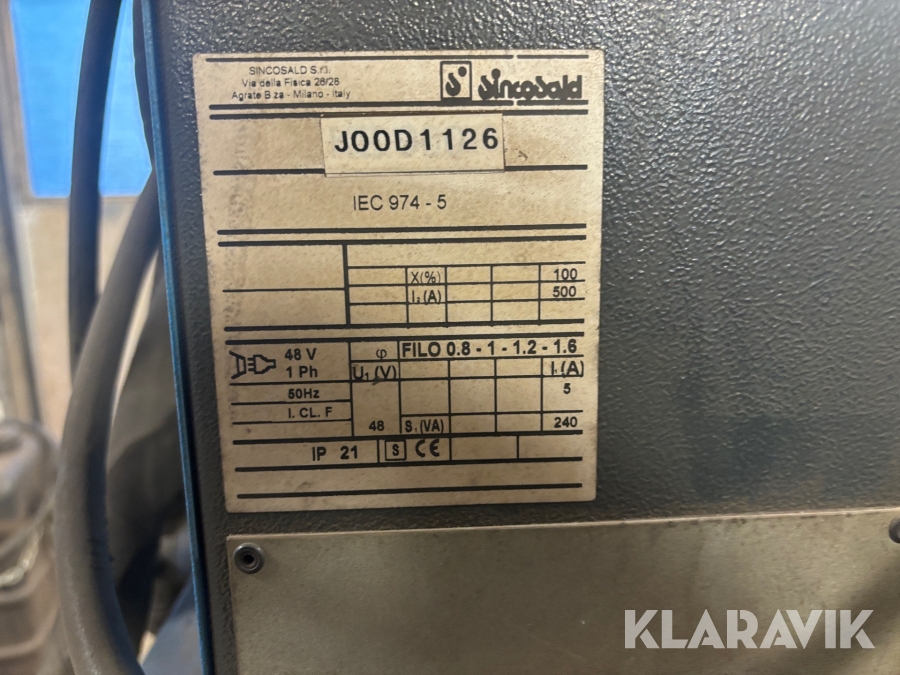 SINCOSALD S.r.l.
Via della Fisica 26/28
Agrate B.za - Milano - Italy
Sincosald
J00D1126
IEC 974 - 5
X(%) 100
I₂(A) 500
48 V
1 Ph
50Hz
I. CL. F
φ FILO 0.8 - 1 - 1.2 - 1.6
U₁(V) I₁(A)
5
48 S₁(VA) 240
IP 21 S CE
KLARAVIK